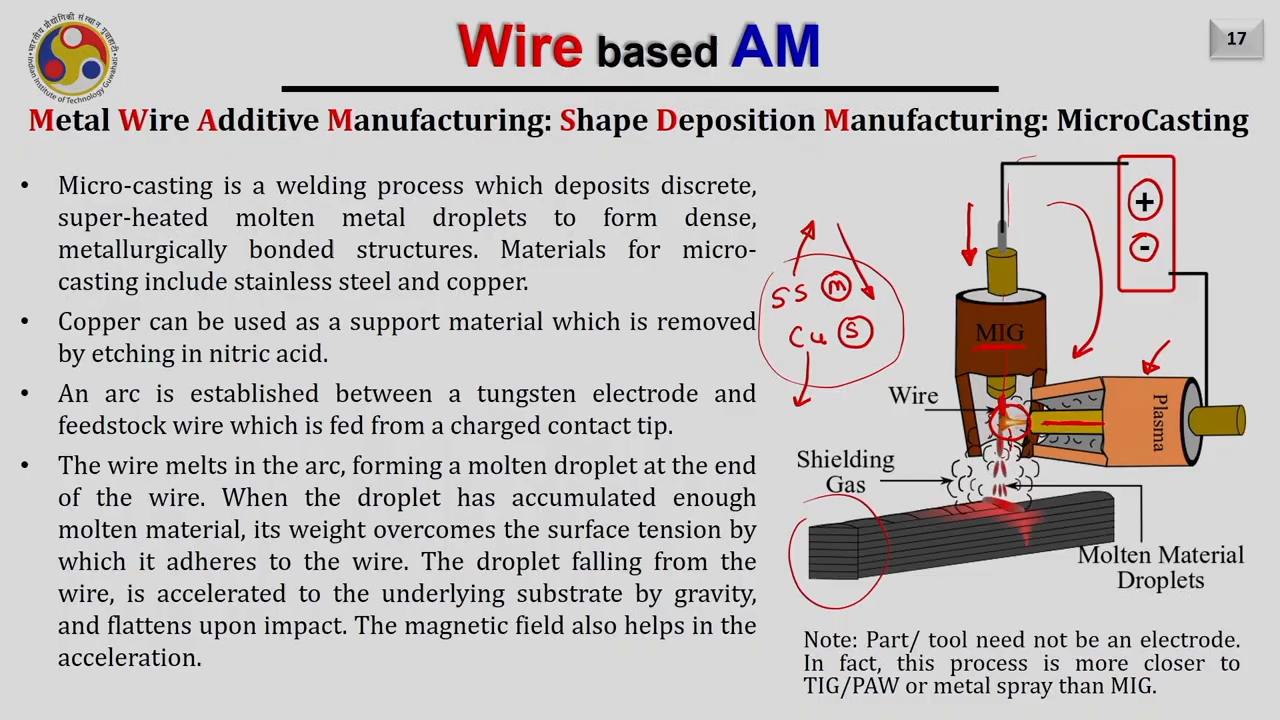 Wire based AM
17
Metal Wire Additive Manufacturing: Shape Deposition Manufacturing: MicroCasting
• Micro-casting is a welding process which deposits discrete,
super-heated molten metal droplets to form dense,
metallurgically bonded structures. Materials for micro-
casting include stainless steel and copper.
• Copper can be used as a support material which is removed
by etching in nitric acid.
• An arc is established between a tungsten electrode and
feedstock wire which is fed from a charged contact tip.
• The wire melts in the arc, forming a molten droplet at the end
of the wire. When the droplet has accumulated enough
molten material, its weight overcomes the surface tension by
which it adheres to the wire. The droplet falling from the
wire, is accelerated to the underlying substrate by gravity,
and flattens upon impact. The magnetic field also helps in the
acceleration.
SS M
Cu S
+
-
MIG
Wire
Plasma
Shielding
Gas
Molten Material
Droplets
Note: Part/ tool need not be an electrode.
In fact, this process is more closer to
TIG/PAW or metal spray than MIG.
Indian Institute of Technology Guwahati